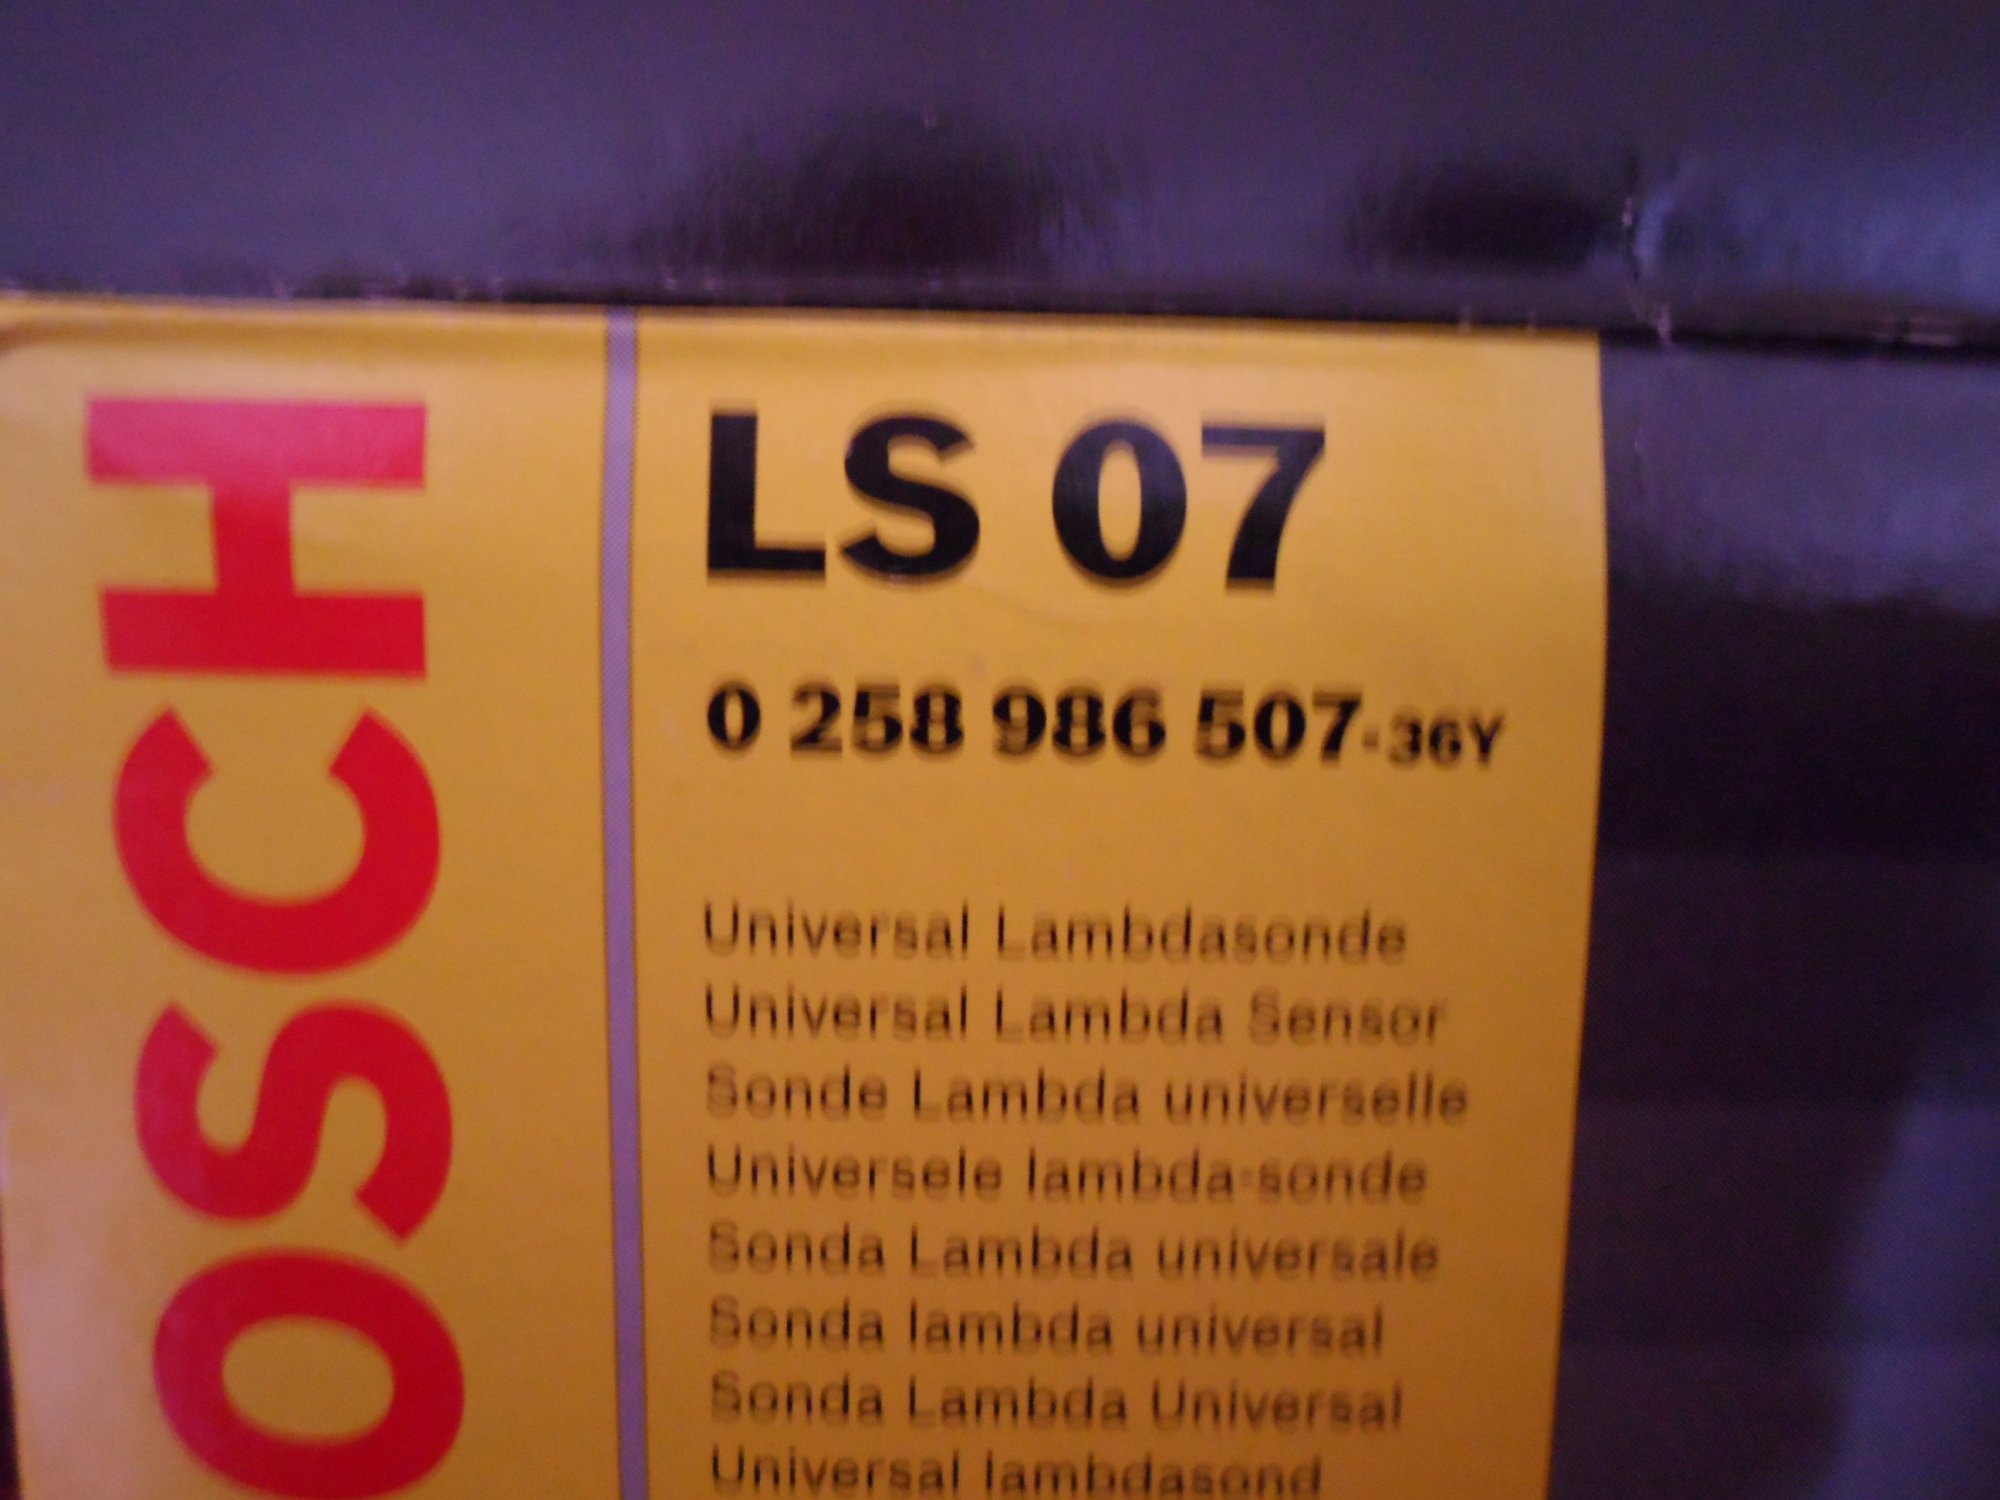 OSCH
LS 07
0 258 986 507-36Y
Universal Lambdasonde
Universal Lambda Sensor
Sonde Lambda universelle
Universele lambda-sonde
Sonda Lambda universale
Sonda lambda universal
Sonda Lambda Universal
Universal lambdasond